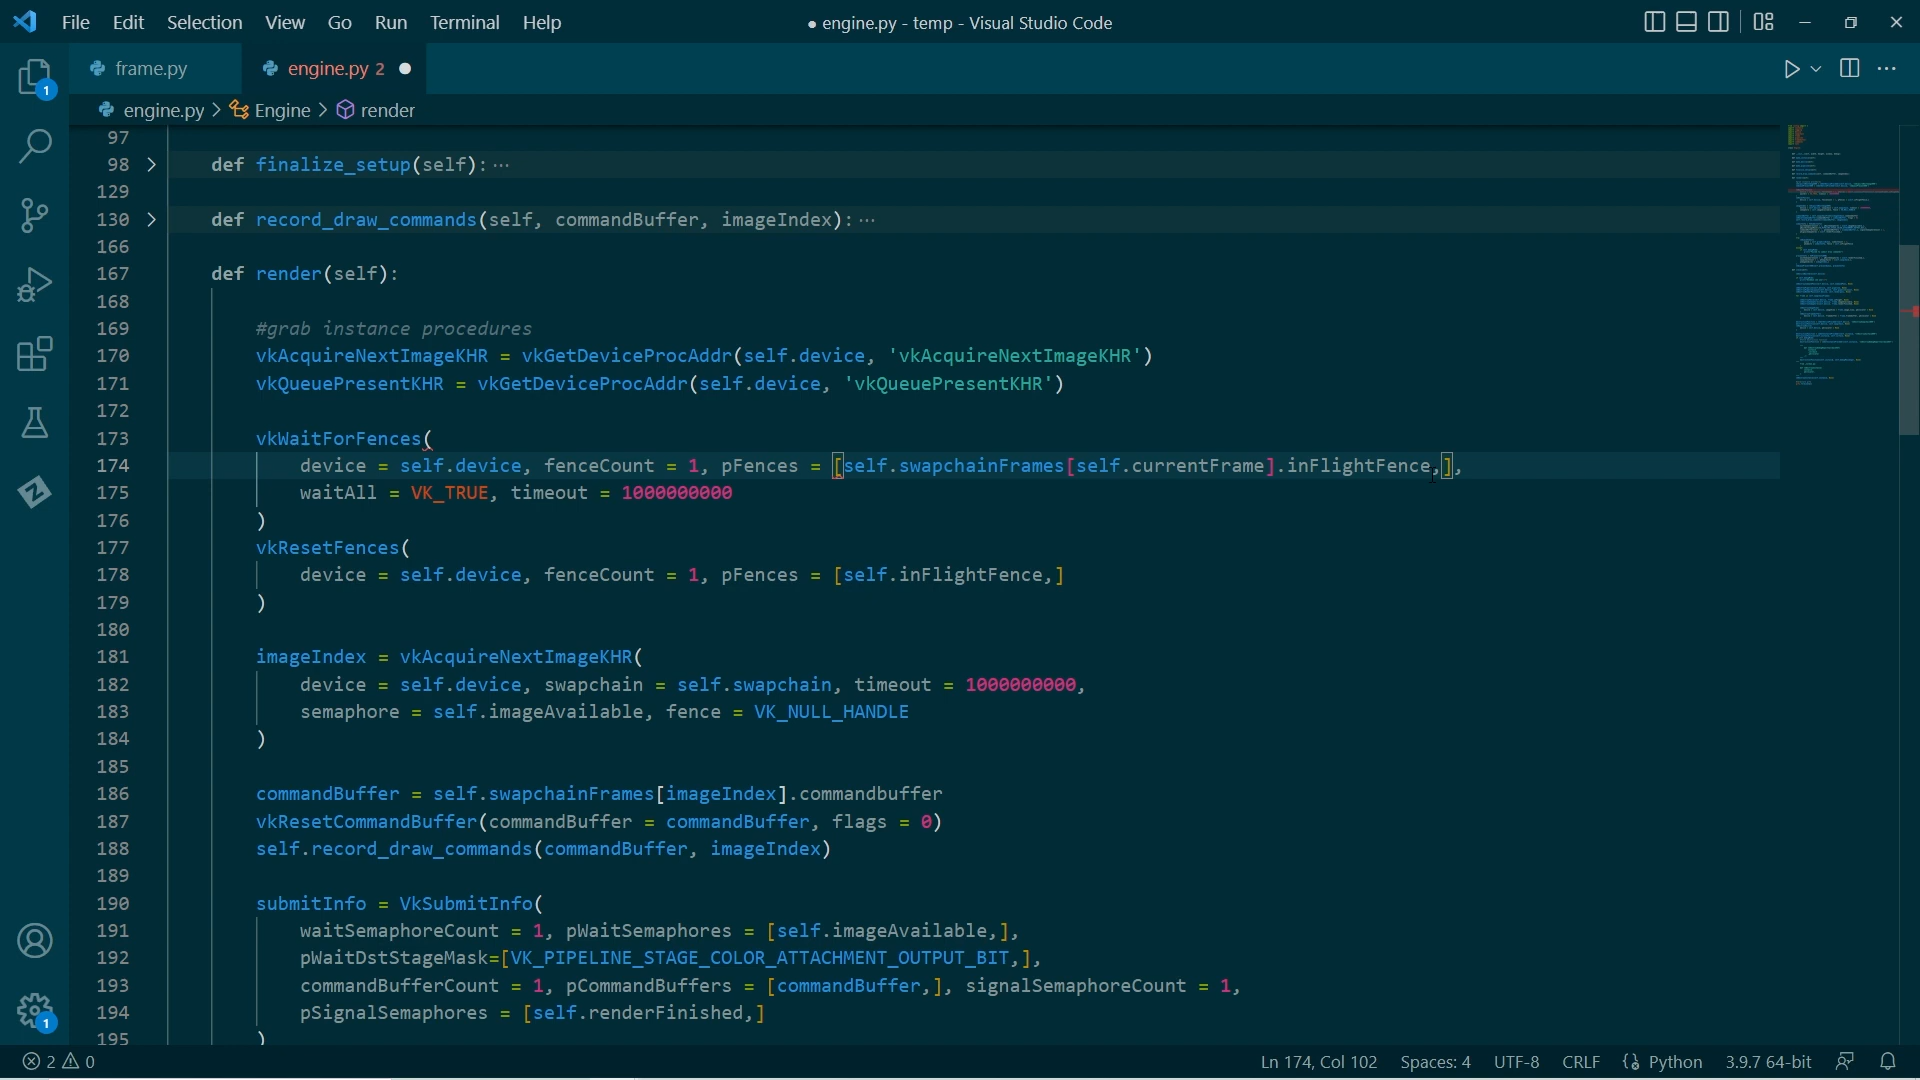 File Edit Selection View Go Run Terminal Help
● engine.py - temp - Visual Studio Code
frame.py
engine.py 2 ●
engine.py > Engine > render
97
98 > def finalize_setup(self): ···
129
130 > def record_draw_commands(self, commandBuffer, imageIndex): ···
166
167 def render(self):
168
169 #grab instance procedures
170 vkAcquireNextImageKHR = vkGetDeviceProcAddr(self.device, 'vkAcquireNextImageKHR')
171 vkQueuePresentKHR = vkGetDeviceProcAddr(self.device, 'vkQueuePresentKHR')
172
173 vkWaitForFences(
174 device = self.device, fenceCount = 1, pFences = [self.swapchainFrames[self.currentFrame].inFlightFence,],
175 waitAll = VK_TRUE, timeout = 1000000000
176 )
177 vkResetFences(
178 device = self.device, fenceCount = 1, pFences = [self.inFlightFence,]
179 )
180
181 imageIndex = vkAcquireNextImageKHR(
182 device = self.device, swapchain = self.swapchain, timeout = 1000000000,
183 semaphore = self.imageAvailable, fence = VK_NULL_HANDLE
184 )
185
186 commandBuffer = self.swapchainFrames[imageIndex].commandbuffer
187 vkResetCommandBuffer(commandBuffer = commandBuffer, flags = 0)
188 self.record_draw_commands(commandBuffer, imageIndex)
189
190 submitInfo = VkSubmitInfo(
191 waitSemaphoreCount = 1, pWaitSemaphores = [self.imageAvailable,],
192 pWaitDstStageMask=[VK_PIPELINE_STAGE_COLOR_ATTACHMENT_OUTPUT_BIT,],
193 commandBufferCount = 1, pCommandBuffers = [commandBuffer,], signalSemaphoreCount = 1,
194 pSignalSemaphores = [self.renderFinished,]
195 )
1
1
2 0
Ln 174, Col 102 Spaces: 4 UTF-8 CRLF {} Python 3.9.7 64-bit